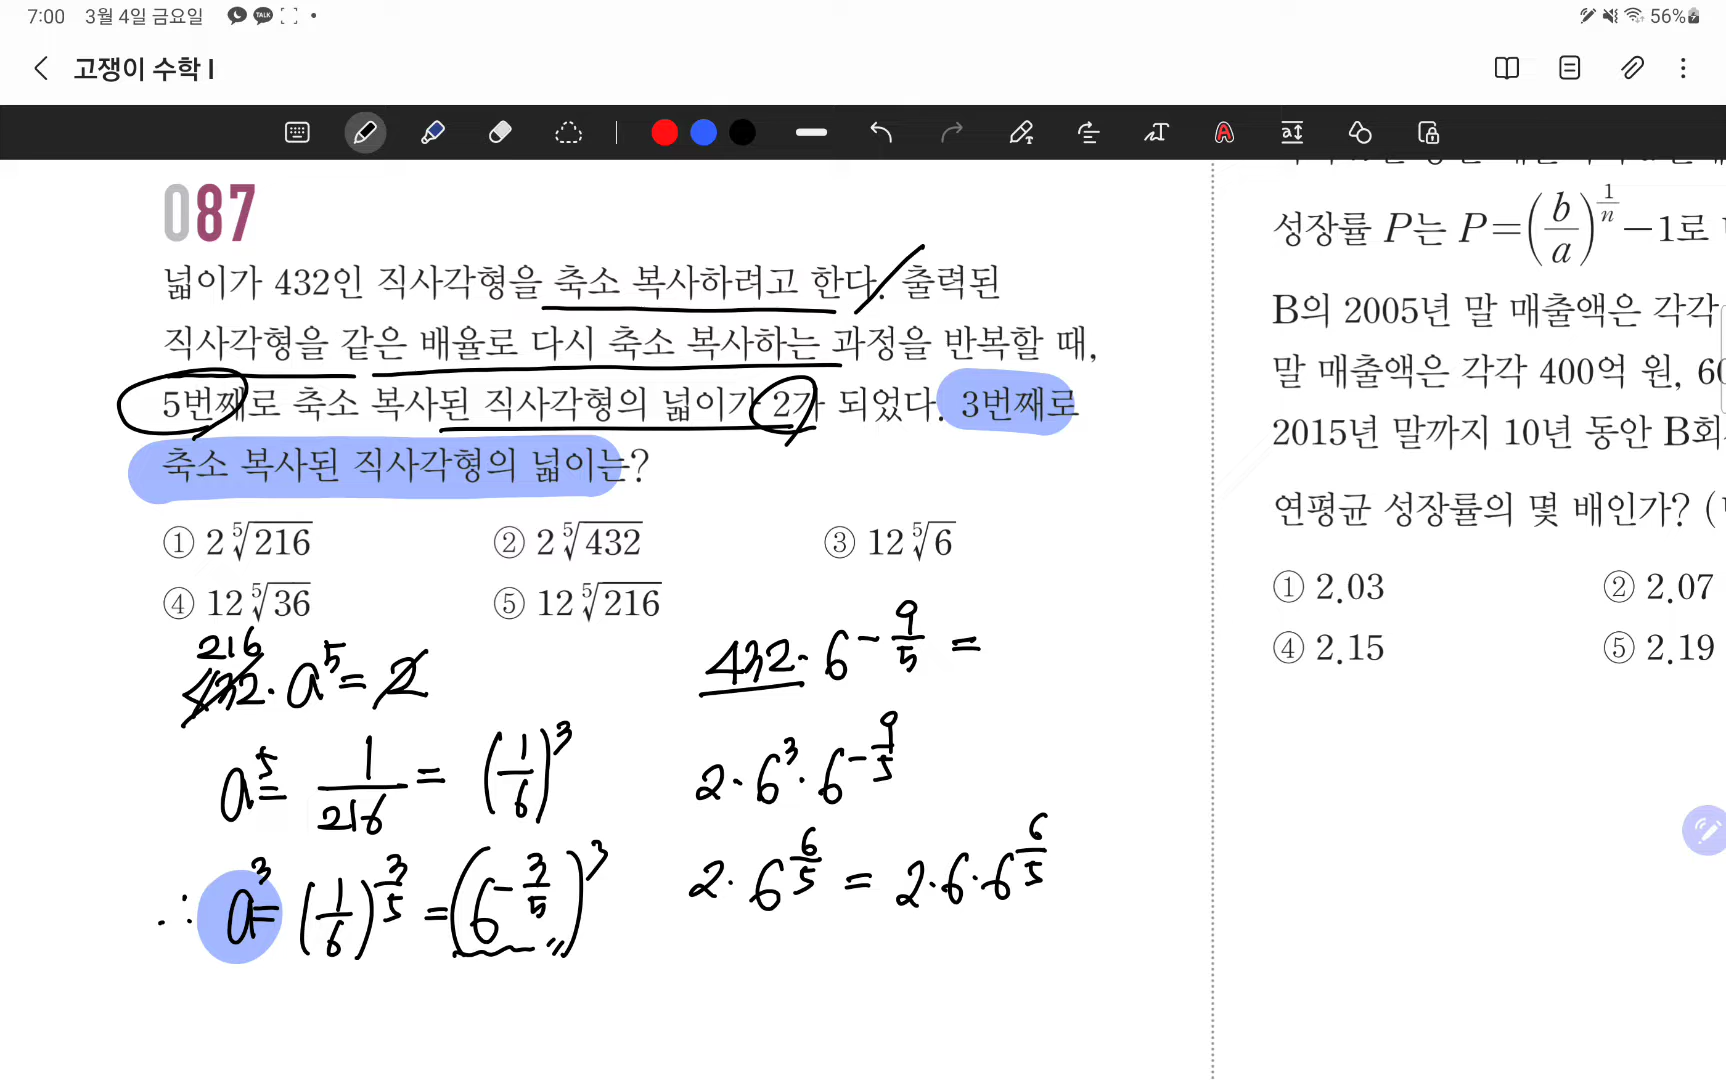 7:00 3월 4일 금요일 TALK 56%
고쟁이 수학 I
087
넓이가 432인 직사각형을 축소 복사하려고 한다. 출력된
직사각형을 같은 배율로 다시 축소 복사하는 과정을 반복할 때,
5번째로 축소 복사된 직사각형의 넓이가 2가 되었다. 3번째로
축소 복사된 직사각형의 넓이는?
① 2⁵√216 ② 2⁵√432 ③ 12⁵√6
④ 12⁵√36 ⑤ 12⁵√216
216
432·a⁵=2
a⁵=1/216=(1/6)³
∴ a³=(1/6)^(3/5)=(6^(-3/5))³
432·6^(-9/5)=
2·6³·6^(-9/5)
2·6^(6/5)=2·6·6^(6/5)
성장률 P는 P=(b/a)^(1/n)-1로
B의 2005년 말 매출액은 각각
말 매출액은 각각 400억 원, 60
2015년 말까지 10년 동안 B회
연평균 성장률의 몇 배인가? (
① 2.03 ② 2.07
④ 2.15 ⑤ 2.19